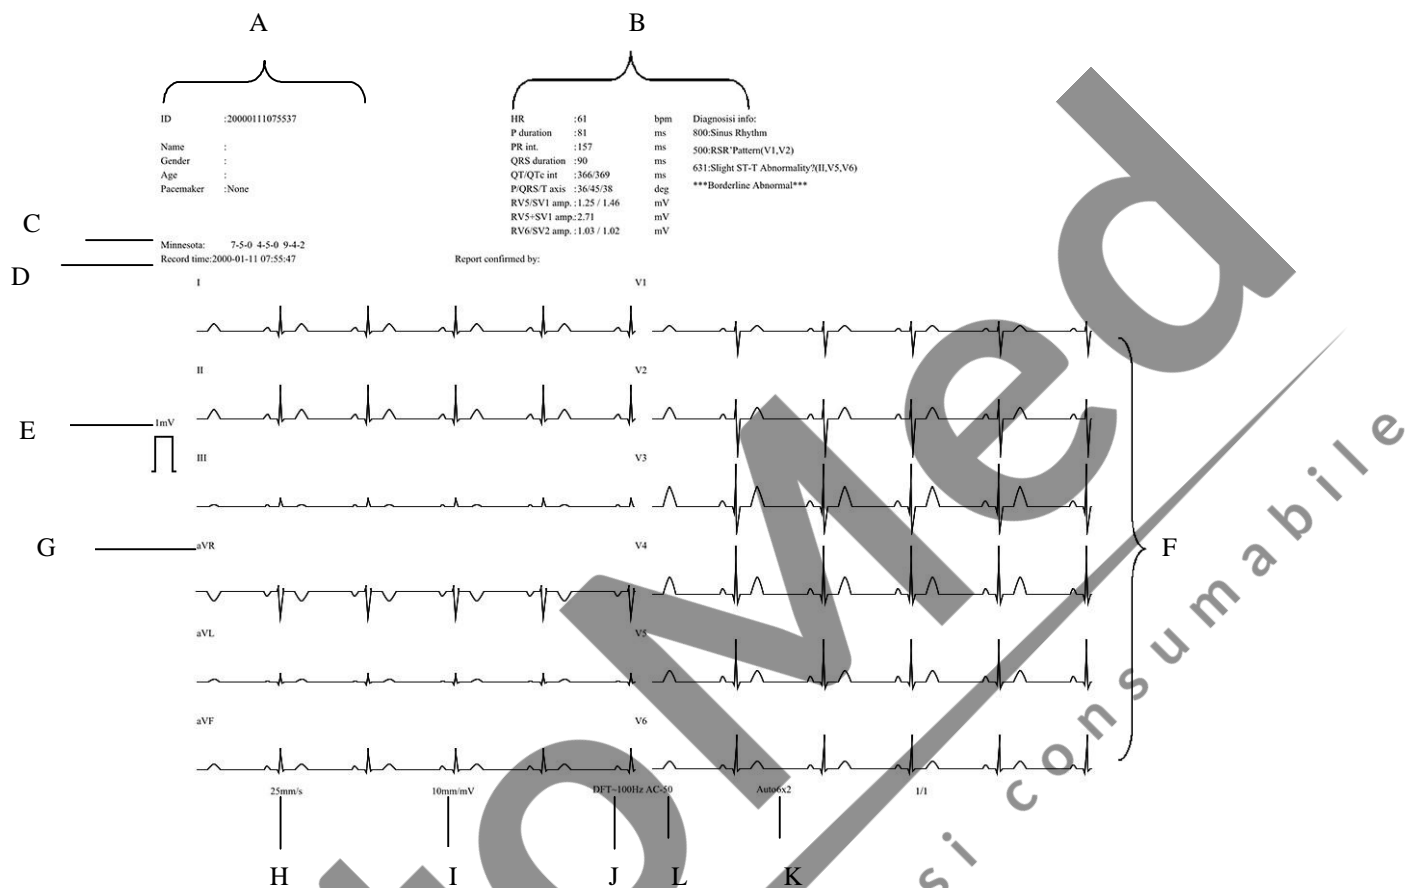 A B
ID :20000111075537
Name :
Gender :
Age :
Pacemaker :None
HR :61 bpm
P duration :81 ms
PR int. :157 ms
QRS duration :90 ms
QT/QTc int :366/369 ms
P/QRS/T axis :36/45/38 deg
RV5/SV1 amp. :1.25 / 1.46 mV
RV5+SV1 amp.:2.71 mV
RV6/SV2 amp. :1.03 / 1.02 mV
Diagnosisi info:
800:Sinus Rhythm
500:RSR'Pattern(V1,V2)
631:Slight ST-T Abnormality?(II,V5,V6)
***Borderline Abnormal***
C
Minnesota: 7-5-0 4-5-0 9-4-2
D
Record time:2000-01-11 07:55:47 Report confirmed by:
I V1
II V2
E
1mV
III V3
G
aVR V4
F
aVL V5
aVF V6
25mm/s 10mm/mV DFT~100Hz AC-50 Auto6x2 1/1
H I J L K
oMed
si consumabile